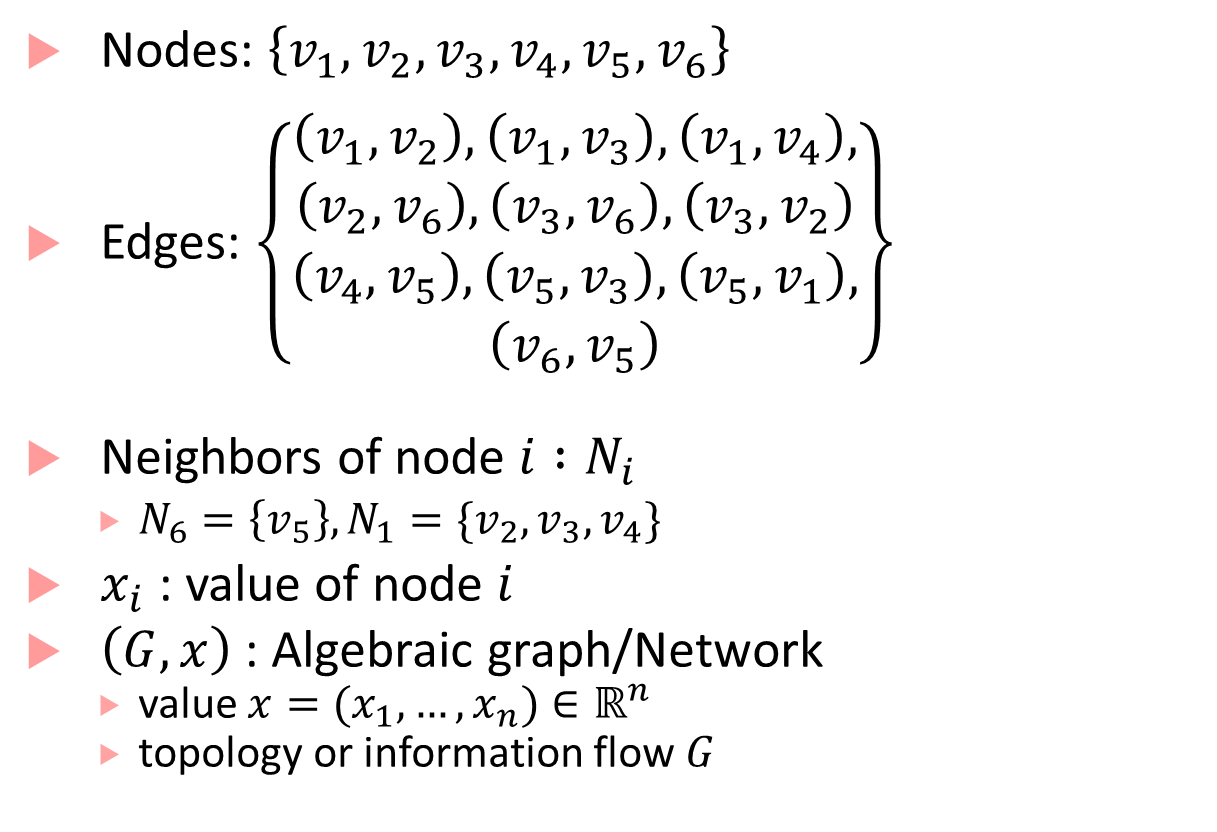 Nodes: {v₁, v₂, v₃, v₄, v₅, v₆}
(v₁, v₂), (v₁, v₃), (v₁, v₄),
(v₂, v₆), (v₃, v₆), (v₃, v₂)
Edges: { }
(v₄, v₅), (v₅, v₃), (v₅, v₁),
(v₆, v₅)
Neighbors of node i : Nᵢ
N₆ = {v₅}, N₁ = {v₂, v₃, v₄}
xᵢ : value of node i
(G, x) : Algebraic graph/Network
value x = (x₁, … , xₙ) ∈ ℝⁿ
topology or information flow G